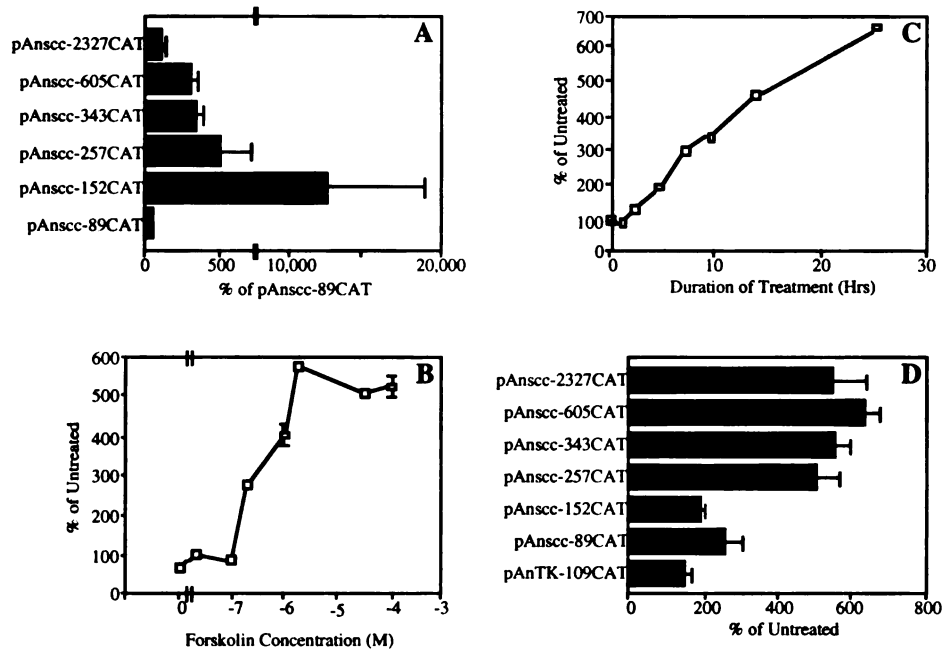 A
pAnscc-2327CAT
pAnscc-605CAT
pAnscc-343CAT
pAnscc-257CAT
pAnscc-152CAT
pAnscc-89CAT
0 500 10,000 20,000
% of pAnscc-89CAT
C
700
600
500
400
300
200
100
0
% of Untreated
0 10 20 30
Duration of Treatment (Hrs)
B
600
500
400
300
200
100
0
% of Untreated
0 -7 -6 -5 -4 -3
Forskolin Concentration (M)
D
pAnscc-2327CAT
pAnscc-605CAT
pAnscc-343CAT
pAnscc-257CAT
pAnscc-152CAT
pAnscc-89CAT
pAnTK-109CAT
0 200 400 600 800
% of Untreated